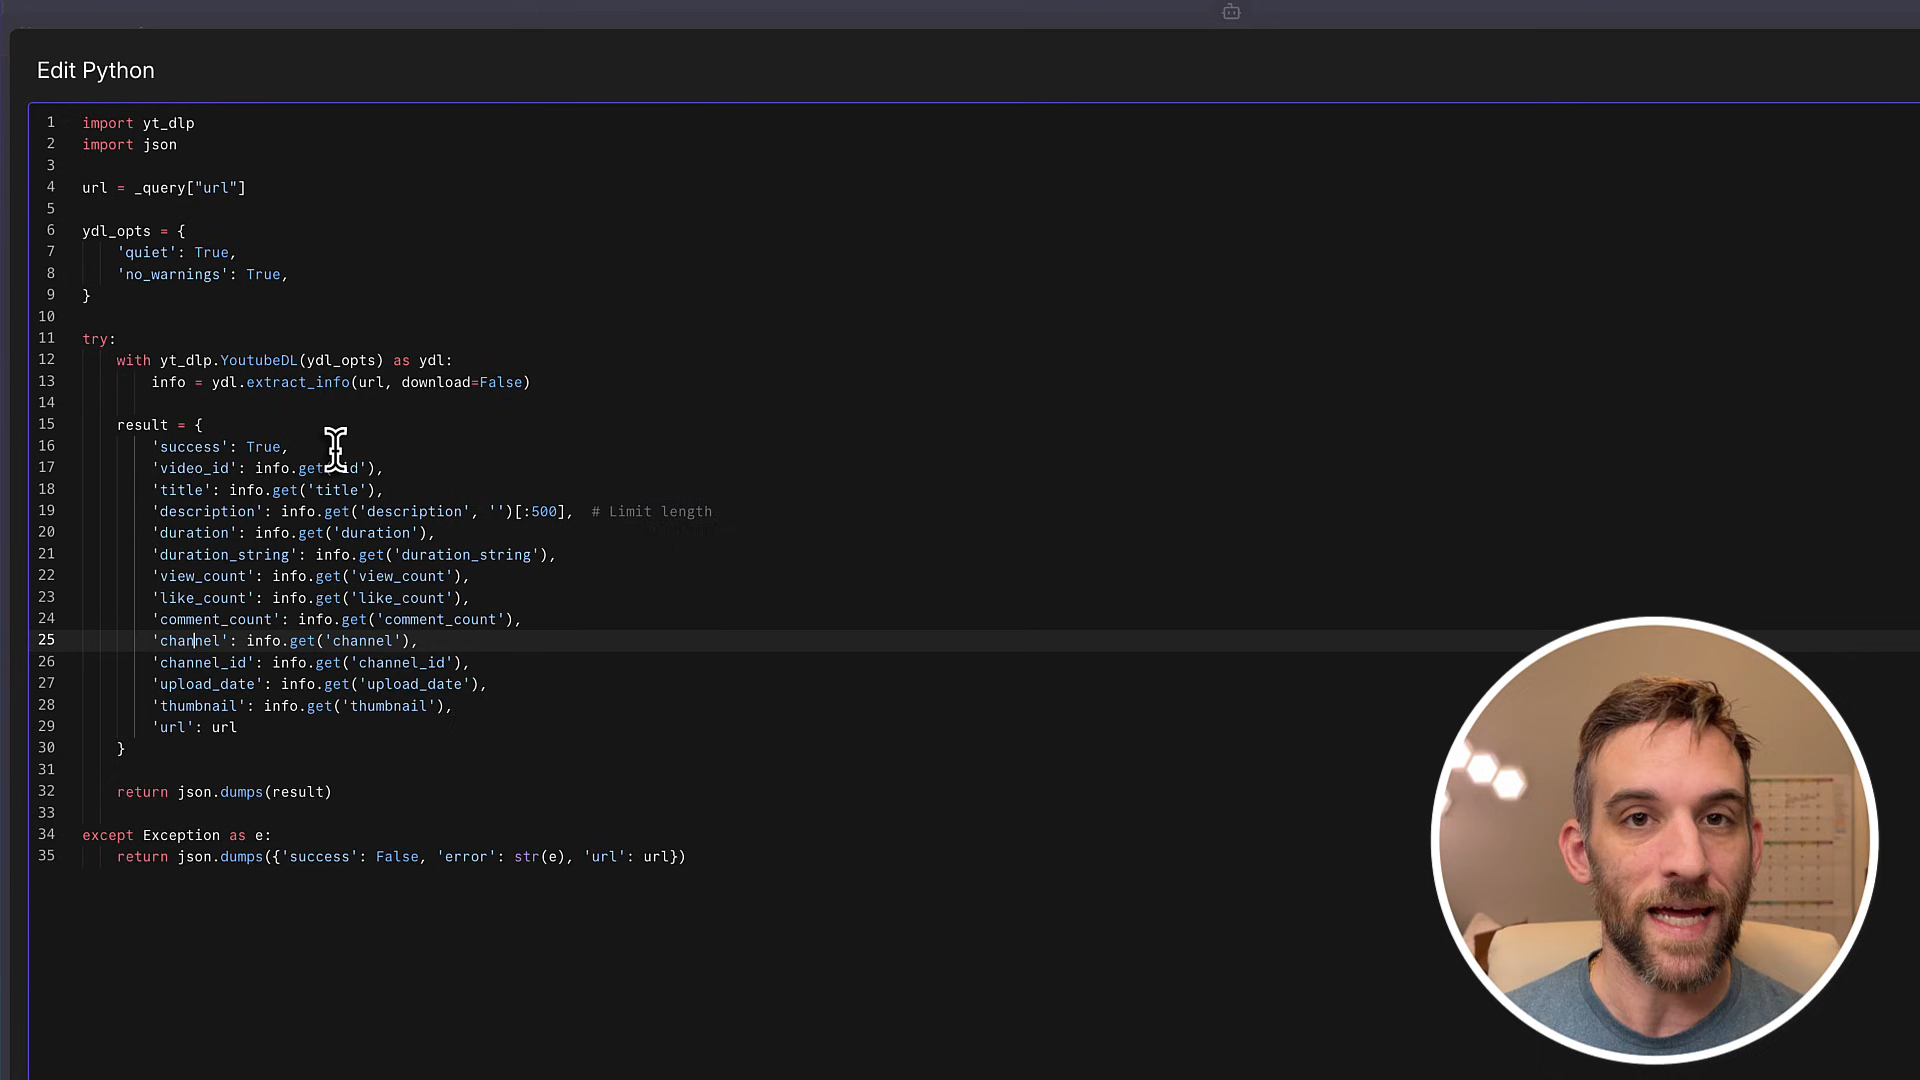 Edit Python
1 import yt_dlp
2 import json
3
4 url = _query["url"]
5
6 ydl_opts = {
7     'quiet': True,
8     'no_warnings': True,
9 }
10
11 try:
12     with yt_dlp.YoutubeDL(ydl_opts) as ydl:
13         info = ydl.extract_info(url, download=False)
14
15     result = {
16         'success': True,
17         'video_id': info.get('id'),
18         'title': info.get('title'),
19         'description': info.get('description', '')[:500],  # Limit length
20         'duration': info.get('duration'),
21         'duration_string': info.get('duration_string'),
22         'view_count': info.get('view_count'),
23         'like_count': info.get('like_count'),
24         'comment_count': info.get('comment_count'),
25         'channel': info.get('channel'),
26         'channel_id': info.get('channel_id'),
27         'upload_date': info.get('upload_date'),
28         'thumbnail': info.get('thumbnail'),
29         'url': url
30     }
31
32     return json.dumps(result)
33
34 except Exception as e:
35     return json.dumps({'success': False, 'error': str(e), 'url': url})